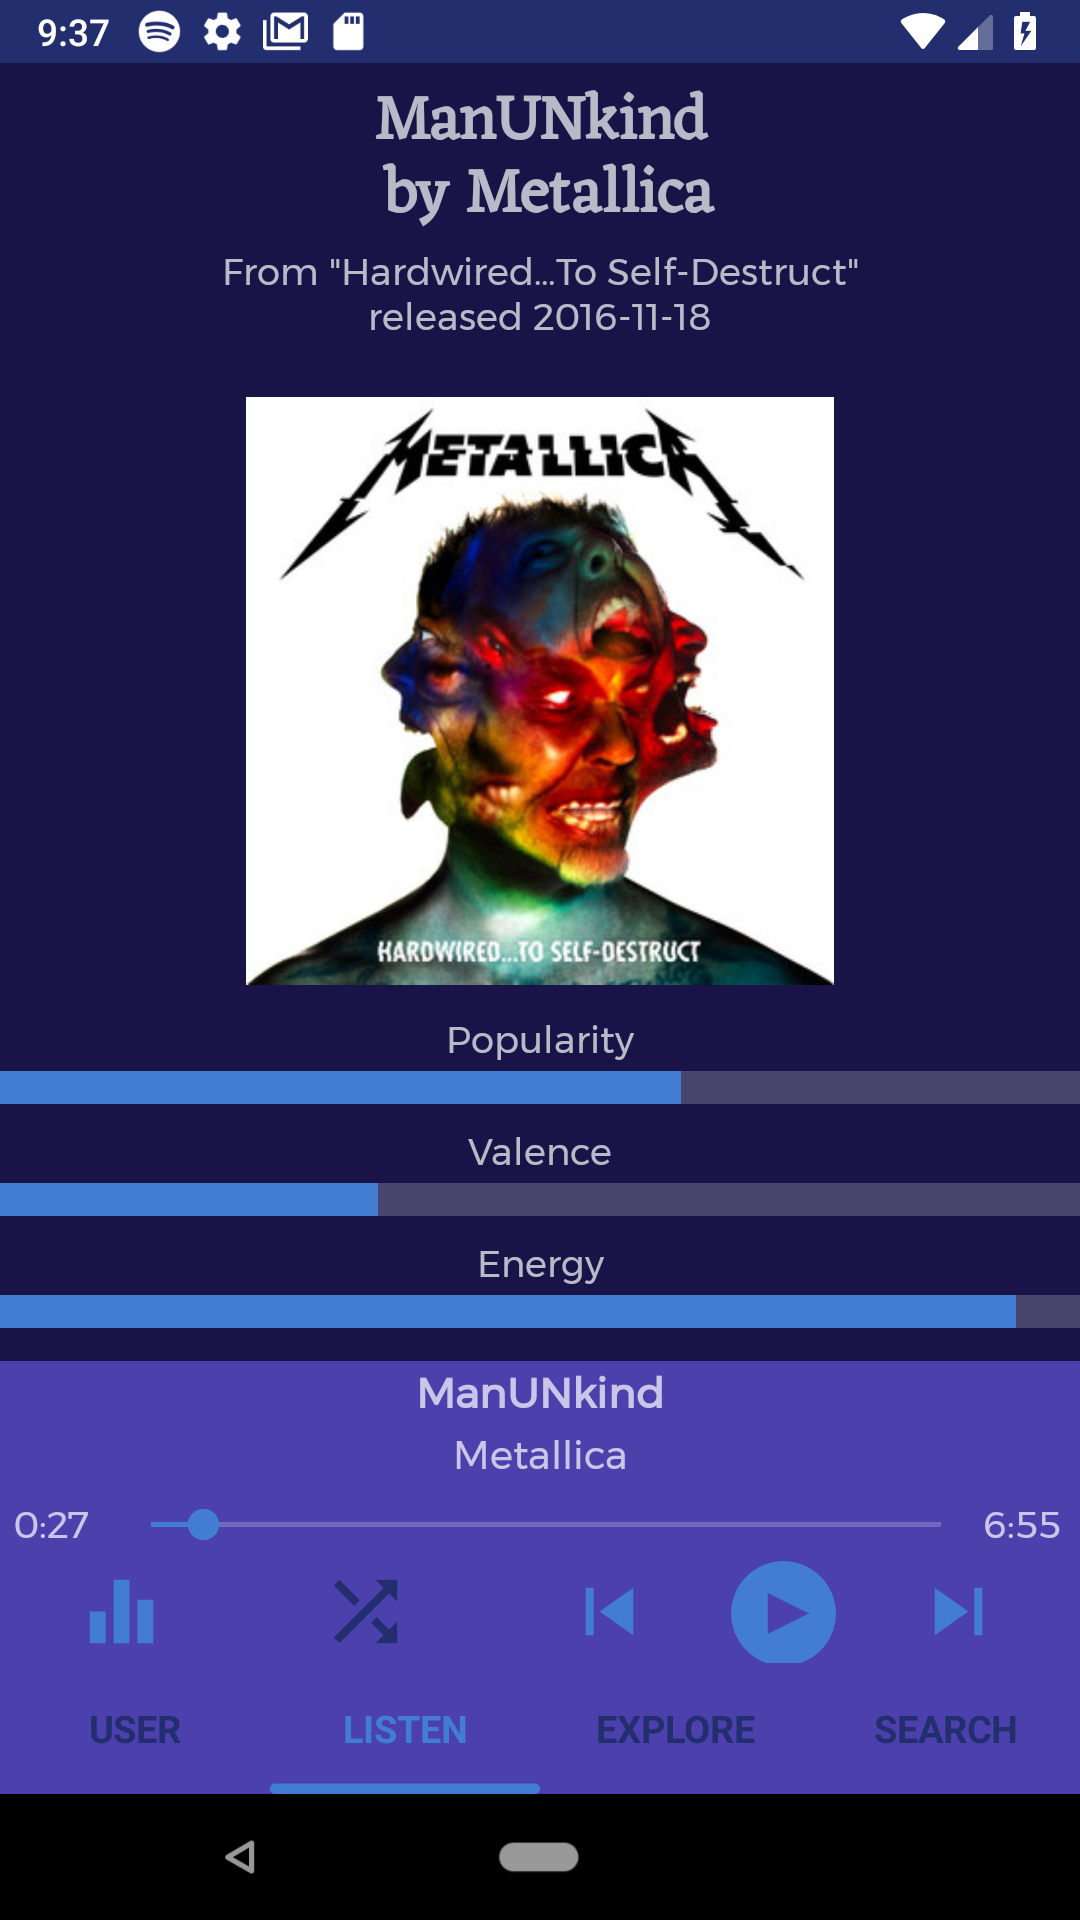 9:37
ManUNkind
by Metallica
From "Hardwired...To Self-Destruct"
released 2016-11-18
METALLICA
HARDWIRED...TO SELF-DESTRUCT
Popularity
Valence
Energy
ManUNkind
Metallica
0:27 6:55
USER LISTEN EXPLORE SEARCH